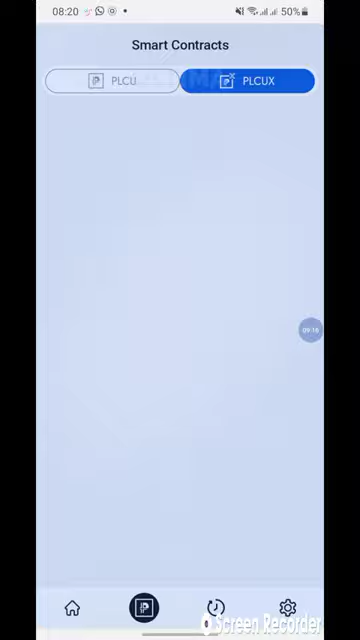 08:20 50%
Smart Contracts
PLCU PLCUX
09:16
Screen Recorder